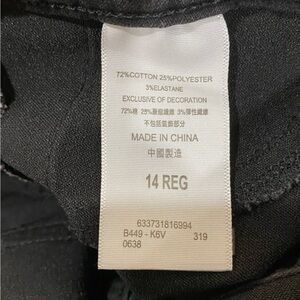 72%COTTON 25%POLYESTER
3%ELASTANE
EXCLUSIVE OF DECORATION
72%棉 25%聚酯纖維 3%彈性纖維
不包括裝飾部分
MADE IN CHINA
中國製造
14 REG
633731816994
B449 - K6V 319
0638